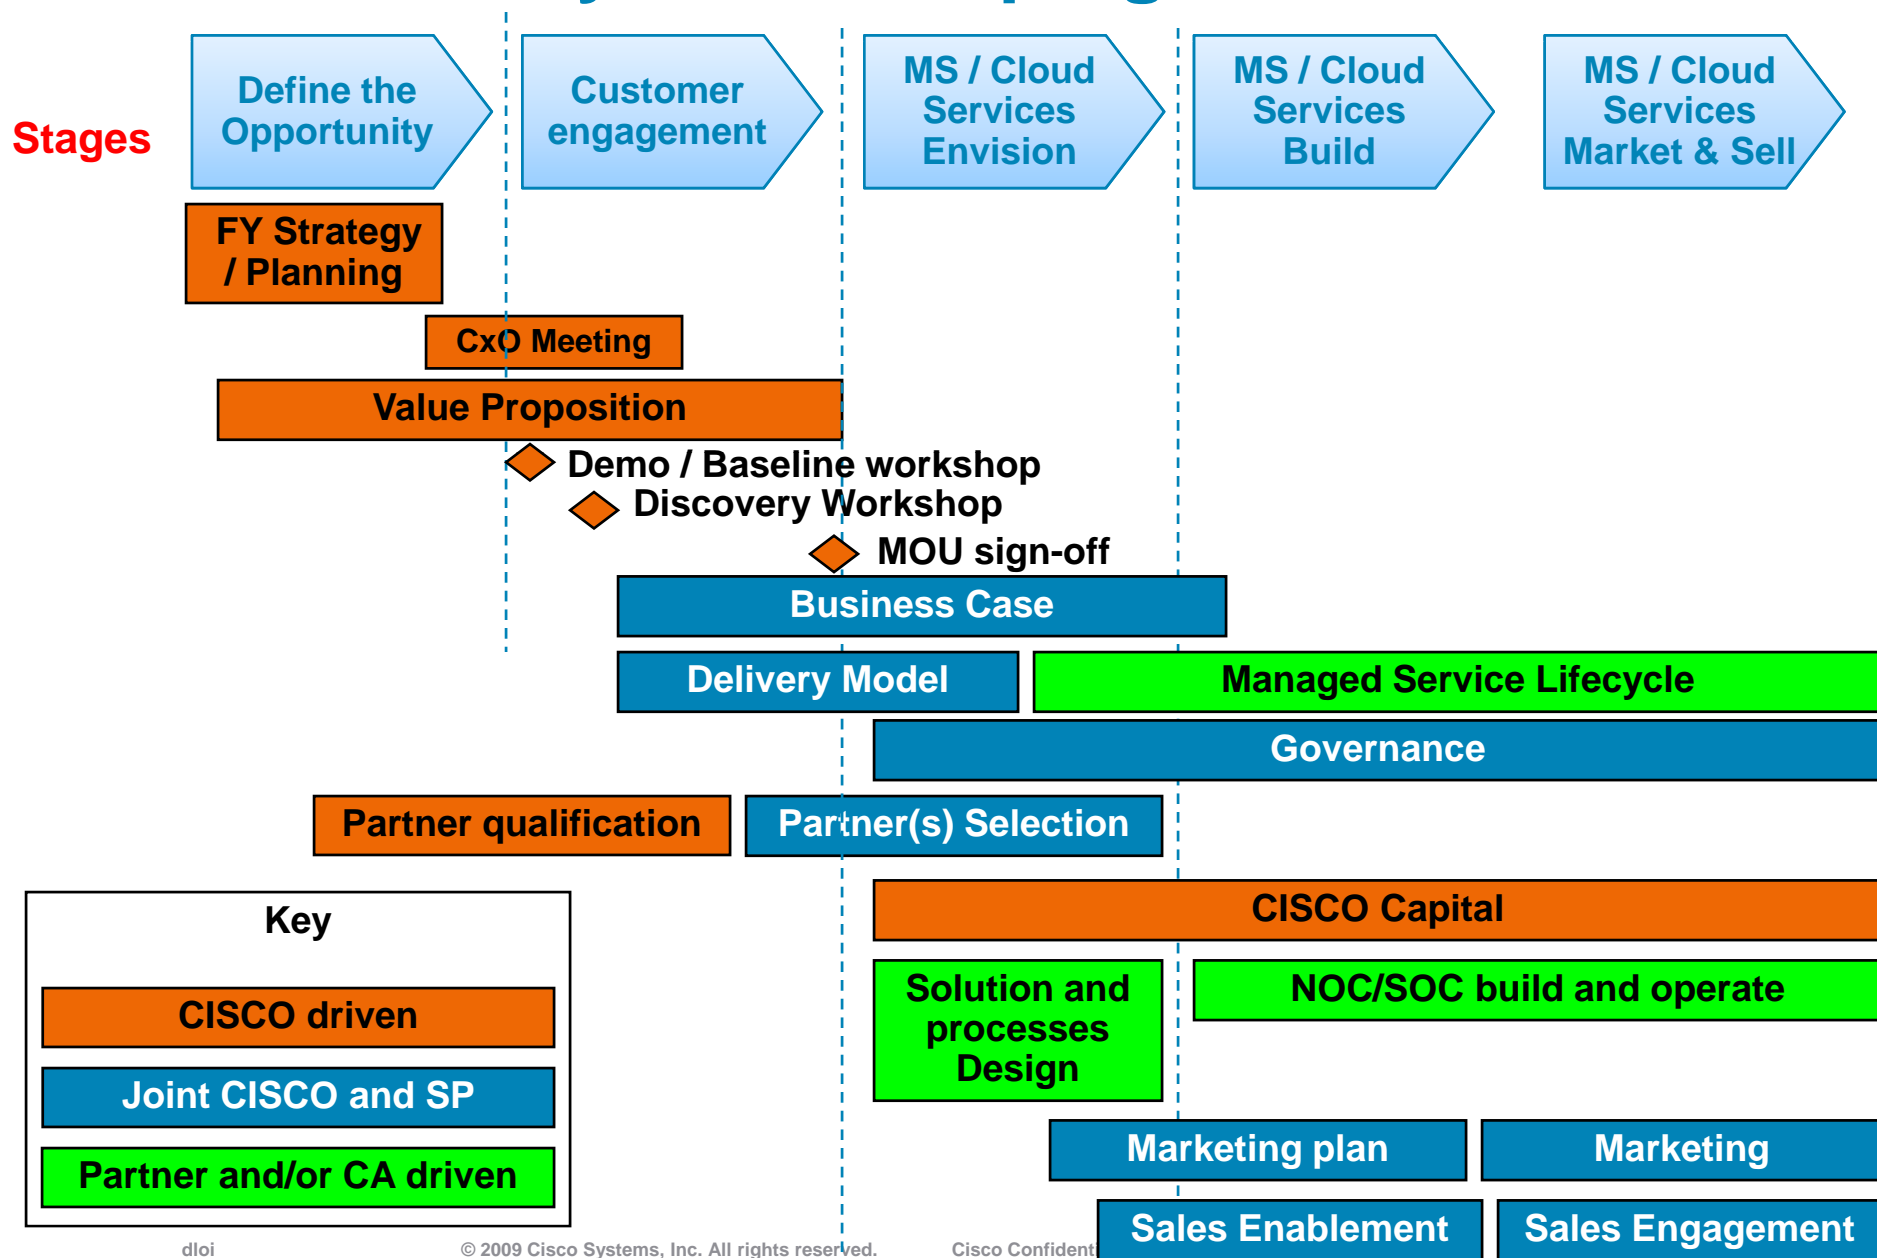 Stages
Define the
Opportunity
Customer
engagement
MS / Cloud
Services
Envision
MS / Cloud
Services
Build
MS / Cloud
Services
Market & Sell
FY Strategy
/ Planning
CxO Meeting
Value Proposition
Demo / Baseline workshop
Discovery Workshop
MOU sign-off
Business Case
Delivery Model
Managed Service Lifecycle
Governance
Partner qualification
Partner(s) Selection
CISCO Capital
Key
CISCO driven
Joint CISCO and SP
Partner and/or CA driven
Solution and
processes
Design
NOC/SOC build and operate
Marketing plan
Marketing
Sales Enablement
Sales Engagement
dloi
© 2009 Cisco Systems, Inc. All rights reserved.
Cisco Confidenti